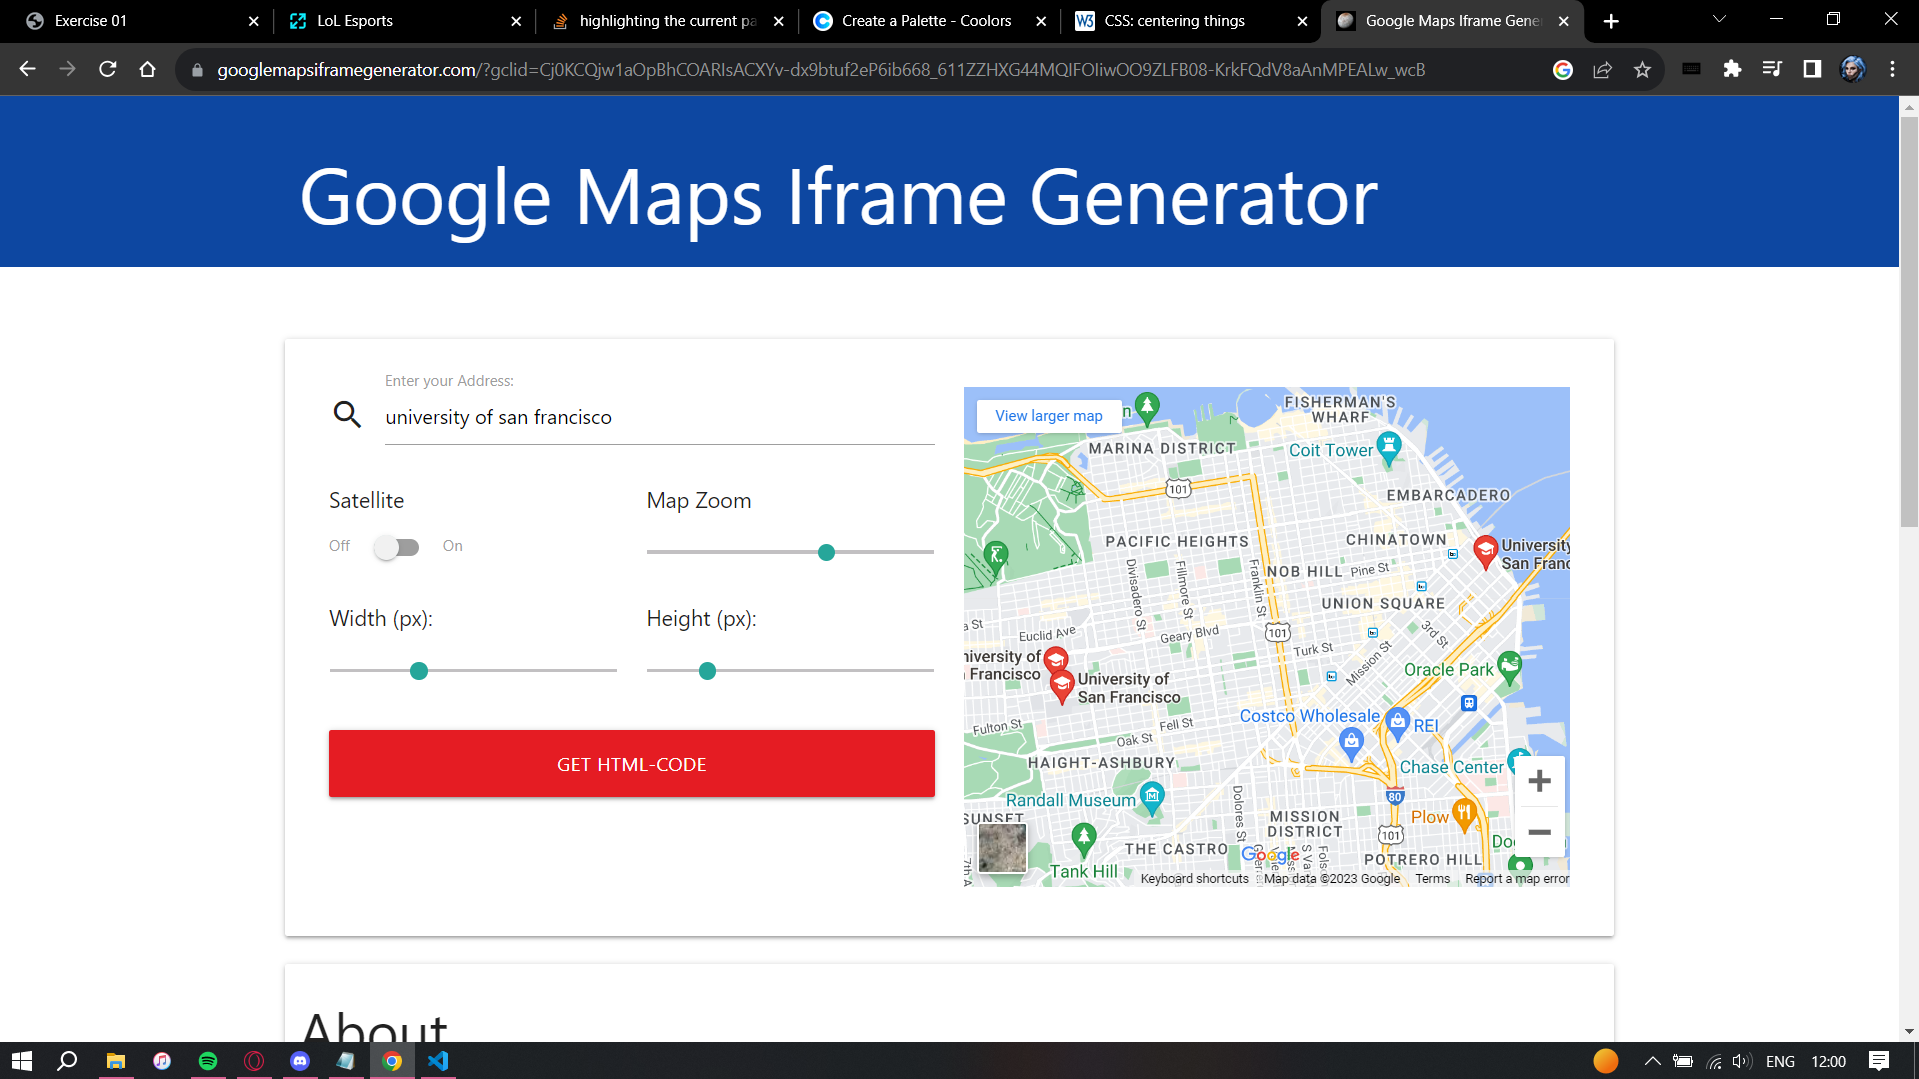 Exercise 01
LoL Esports
highlighting the current pa
Create a Palette - Coolors
CSS: centering things
Google Maps Iframe Gene
googlemapsiframegenerator.com/?gclid=Cj0KCQjw1aOpBhCOARIsACXYv-dx9btuf2eP6ib668_611ZZHXG44MQIFOIiwOO9ZLFB08-KrkFQdV8aAnMPEALw_wcB
Google Maps Iframe Generator
Enter your Address:
university of san francisco
Satellite
Off
On
Map Zoom
Width (px):
Height (px):
GET HTML-CODE
View larger map
FISHERMAN'S
WHARF
MARINA DISTRICT
Coit Tower
101
EMBARCADERO
PACIFIC HEIGHTS
CHINATOWN
University
San Franc
NOB HILL
Pine St
Divisadero St
Fillmore St
Franklin St
UNION SQUARE
a St
Euclid Ave
Geary Blvd
101
3rd St
Turk St
Mission St
niversity of
Francisco
University of
San Francisco
Oracle Park
Costco Wholesale
REI
Fulton St
Fell St
Oak St
HAIGHT-ASHBURY
Chase Center
80
Randall Museum
Dolores St
MISSION
DISTRICT
Plow
SUNSET
101
THE CASTRO
POTRERO HILL
Tank Hill
7th A
S Va
Folso
Google
Keyboard shortcuts
Map data ©2023 Google
Terms
Report a map error
About
ENG
12:00